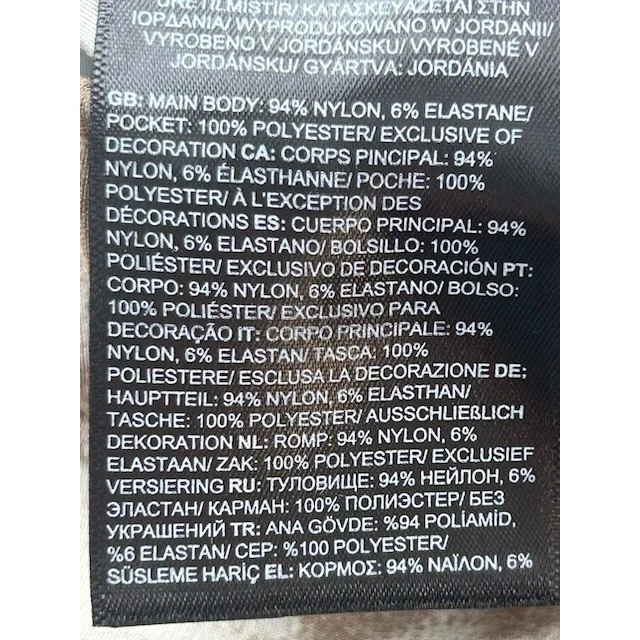 ÜRETİLMİŞTİR/ ΚΑΤΑΣΚΕΥΑΖΕΤΑΙ ΣΤΗΝ
ΙΟΡΔΑΝΙΑ/ WYPRODUKOWANO W JORDANII/
VYROBENO V JORDÁNSKU/ VYROBENÉ V
JORDÁNSKU/ GYÁRTVA: JORDÁNIA
GB: MAIN BODY: 94% NYLON, 6% ELASTANE/
POCKET: 100% POLYESTER/ EXCLUSIVE OF
DECORATION CA: CORPS PINCIPAL: 94%
NYLON, 6% ÉLASTHANNE/ POCHE: 100%
POLYESTER/ À L'EXCEPTION DES
DÉCORATIONS ES: CUERPO PRINCIPAL: 94%
NYLON, 6% ELASTANO/ BOLSILLO: 100%
POLIÉSTER/ EXCLUSIVO DE DECORACIÓN PT:
CORPO: 94% NYLON, 6% ELASTANO/ BOLSO:
100% POLIÉSTER/ EXCLUSIVO PARA
DECORAÇÃO IT: CORPO PRINCIPALE: 94%
NYLON, 6% ELASTAN/ TASCA: 100%
POLIESTERE/ ESCLUSA LA DECORAZIONE DE:
HAUPTTEIL: 94% NYLON, 6% ELASTHAN/
TASCHE: 100% POLYESTER/ AUSSCHLIEßLICH
DEKORATION NL: ROMP: 94% NYLON, 6%
ELASTAAN/ ZAK: 100% POLYESTER/ EXCLUSIEF
VERSIERING RU: ТУЛОВИЩЕ: 94% НЕЙЛОН, 6%
ЭЛАСТАН/ КАРМАН: 100% ПОЛИЭСТЕР/ БЕЗ
УКРАШЕНИЙ TR: ANA GÖVDE: %94 POLİAMİD,
%6 ELASTAN/ CEP: %100 POLYESTER/
SÜSLEME HARİÇ EL: ΚΟΡΜΟΣ: 94% ΝΑΪΛΟΝ, 6%